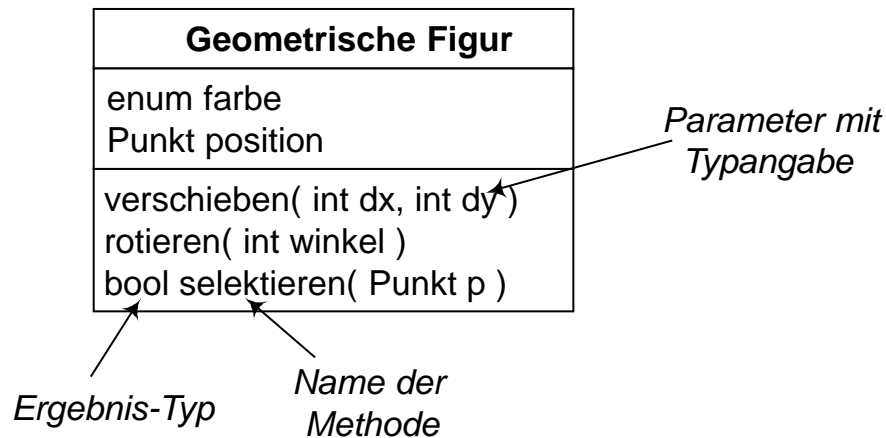 Geometrische Figur
enum farbe
Punkt position
Parameter mit
Typangabe
verschieben( int dx, int dy )
rotieren( int winkel )
bool selektieren( Punkt p )
Ergebnis-Typ
Name der
Methode